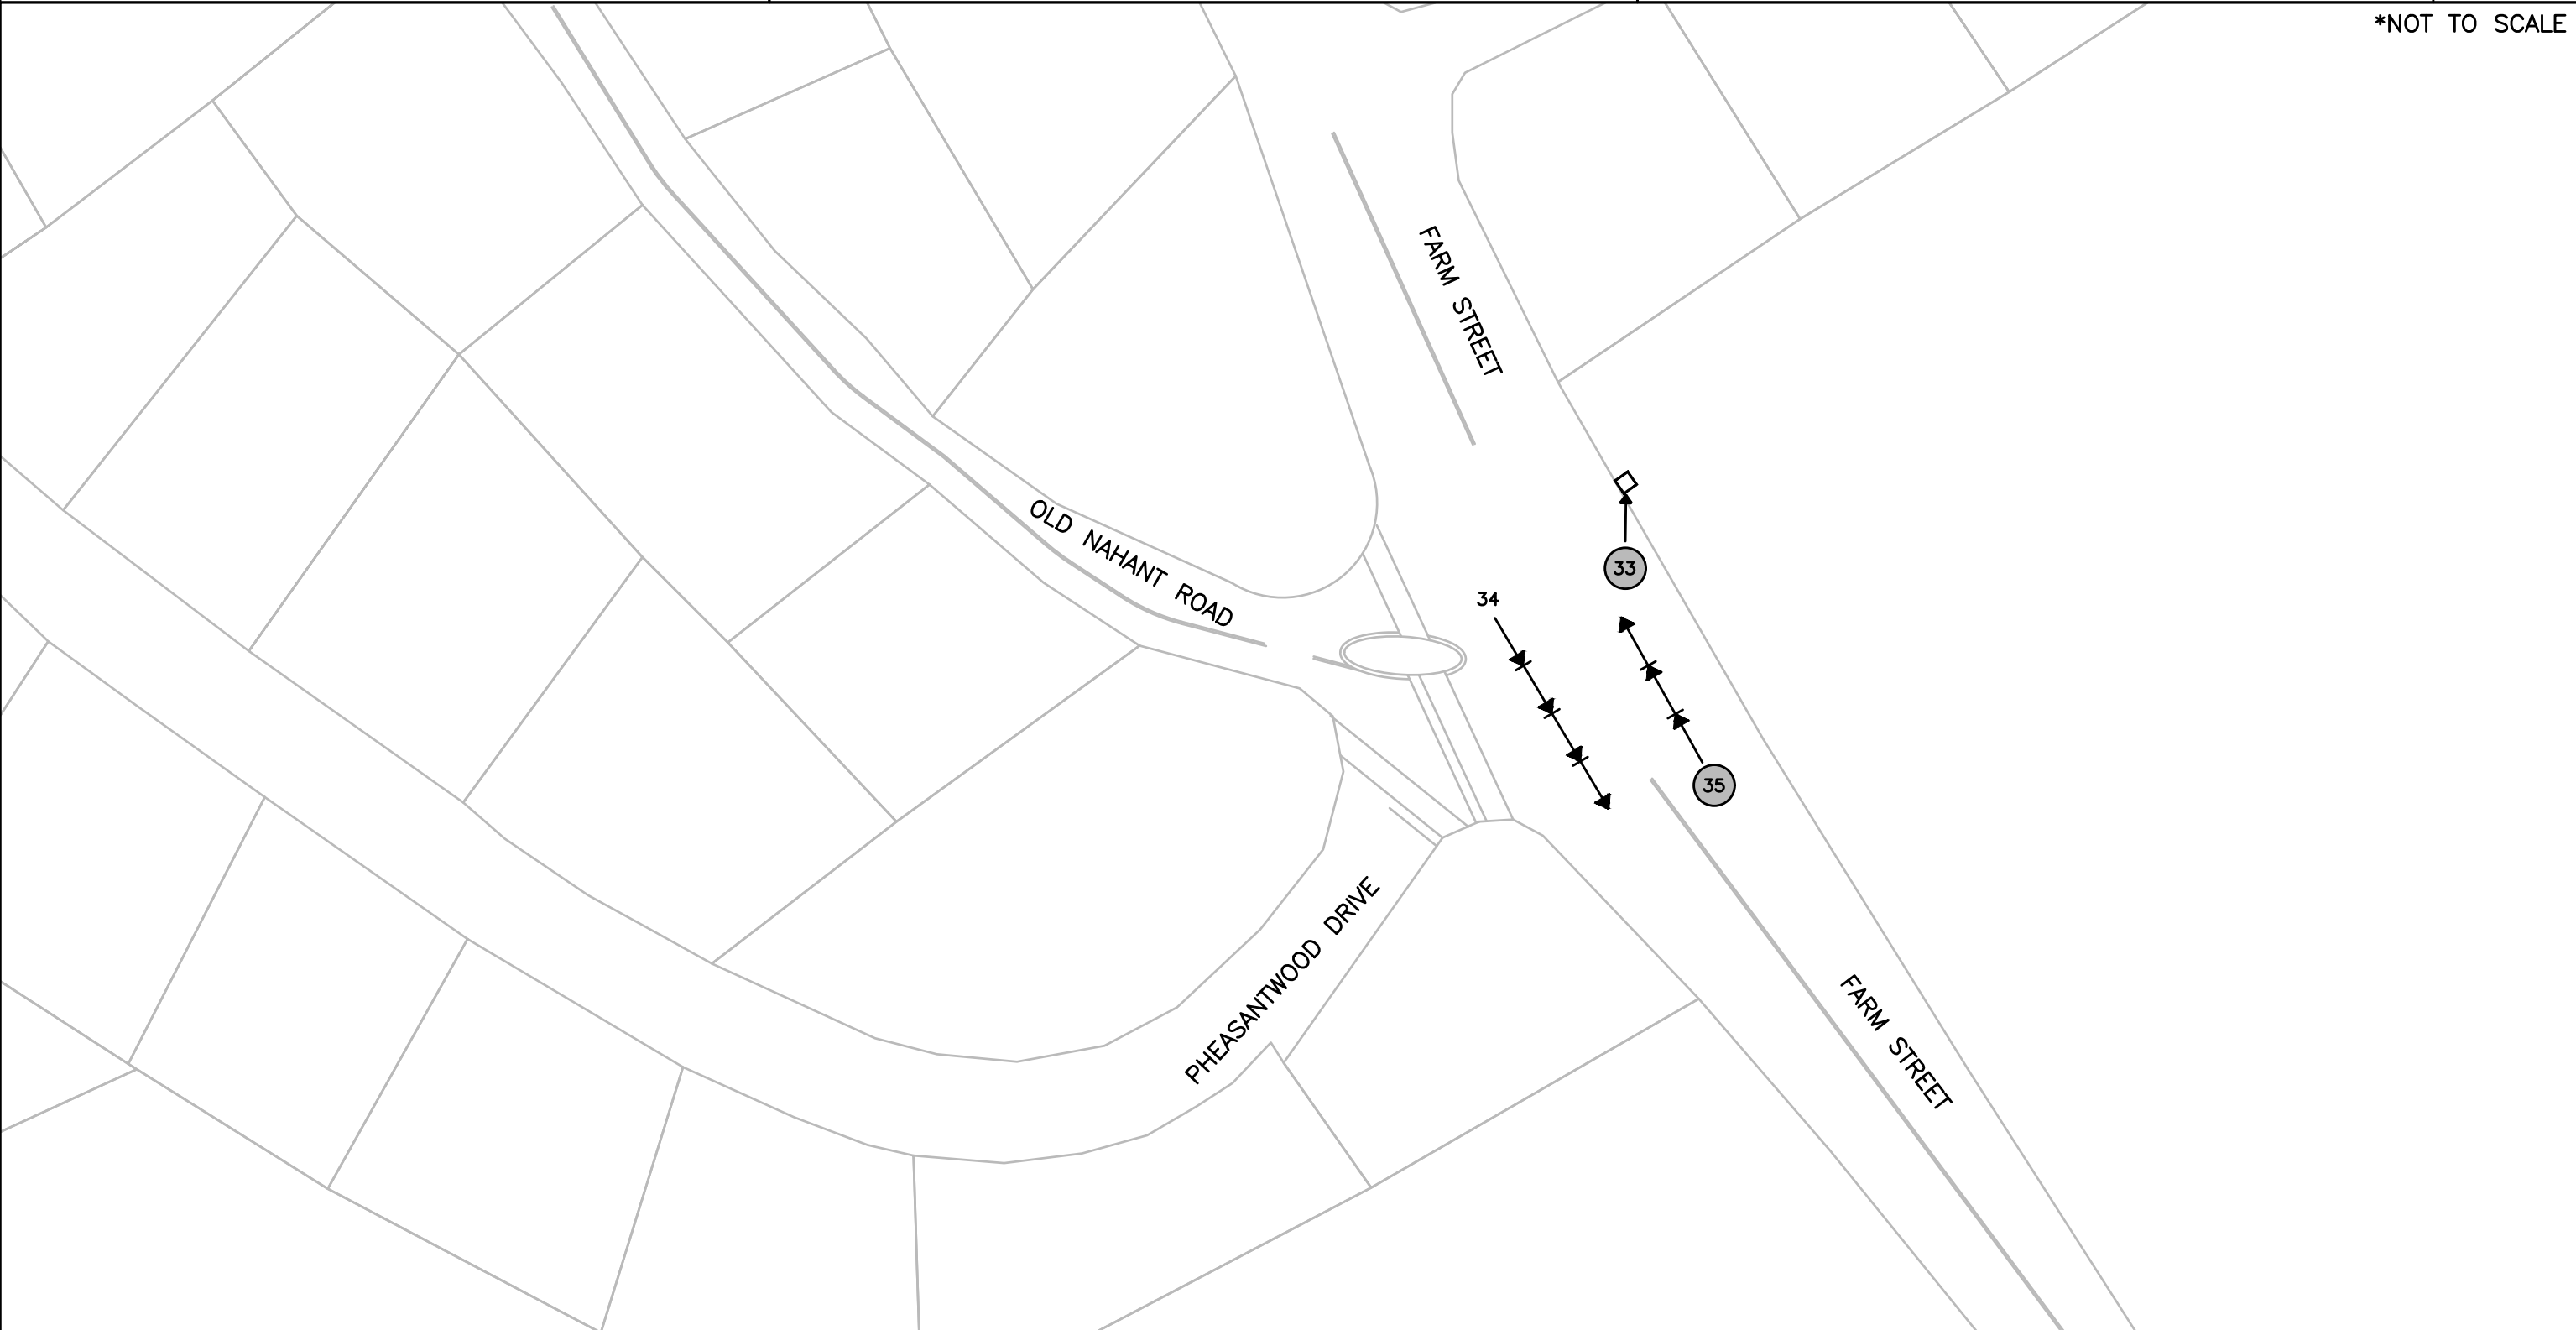 *NOT TO SCALE
FARM STREET
OLD NAHANT ROAD
33
34
35
PHEASANTWOOD DRIVE
FARM STREET